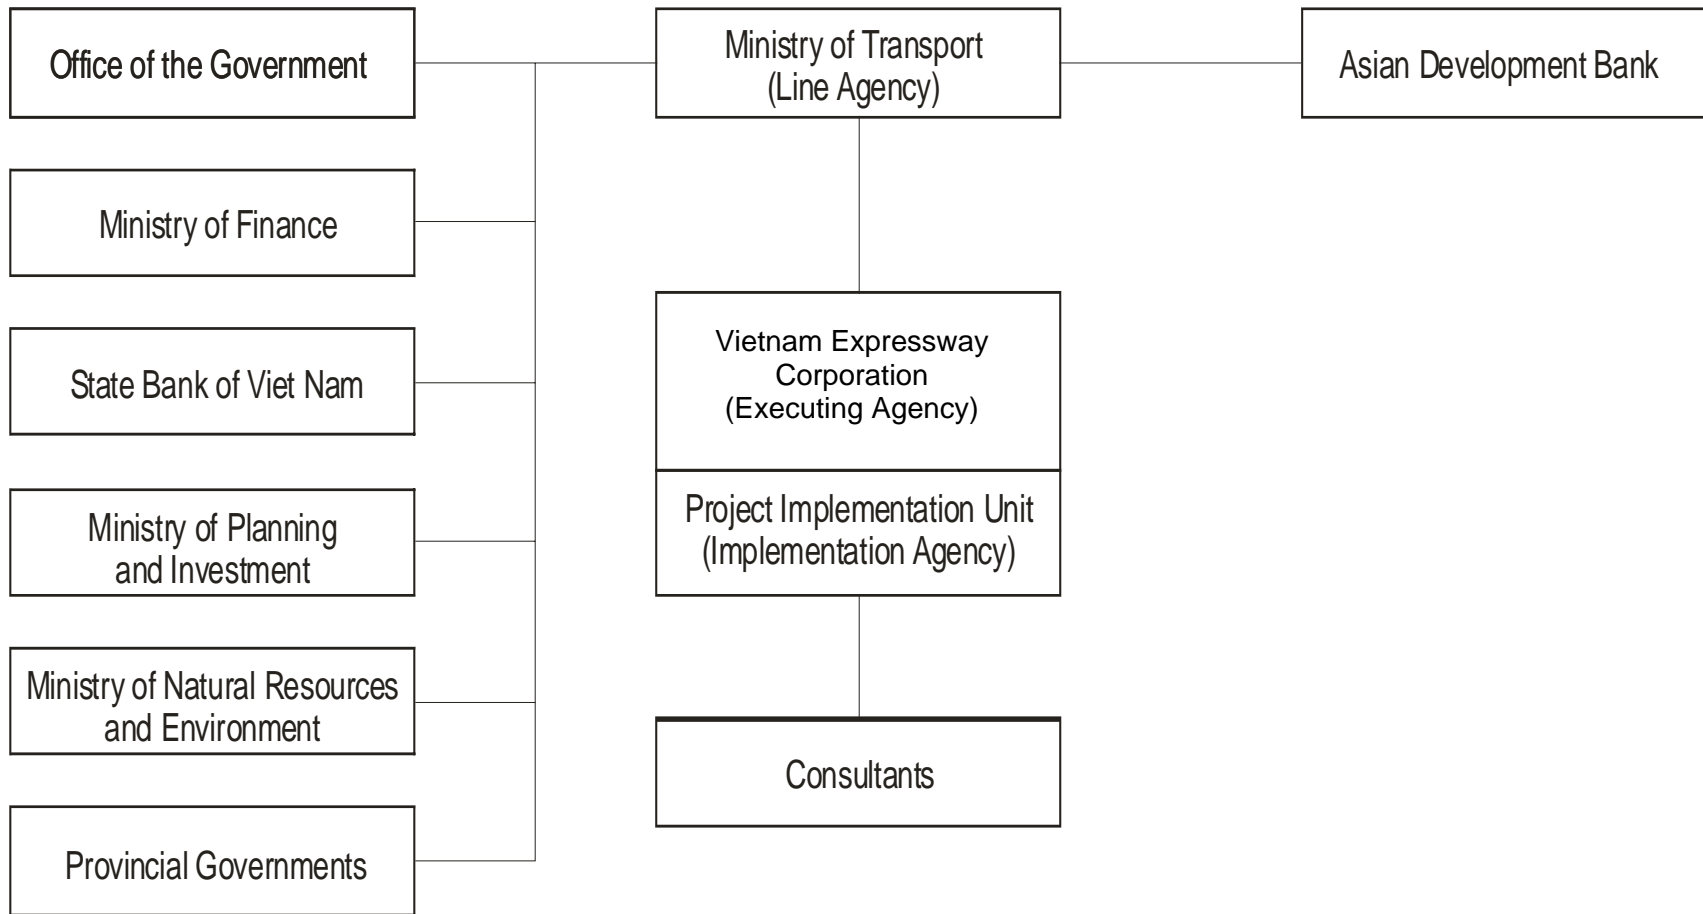 Office of the Government
Ministry of Transport
(Line Agency)
Asian Development Bank
Ministry of Finance
State Bank of Viet Nam
Ministry of Planning
and Investment
Ministry of Natural Resources
and Environment
Provincial Governments
Vietnam Expressway
Corporation
(Executing Agency)
Project Implementation Unit
(Implementation Agency)
Consultants